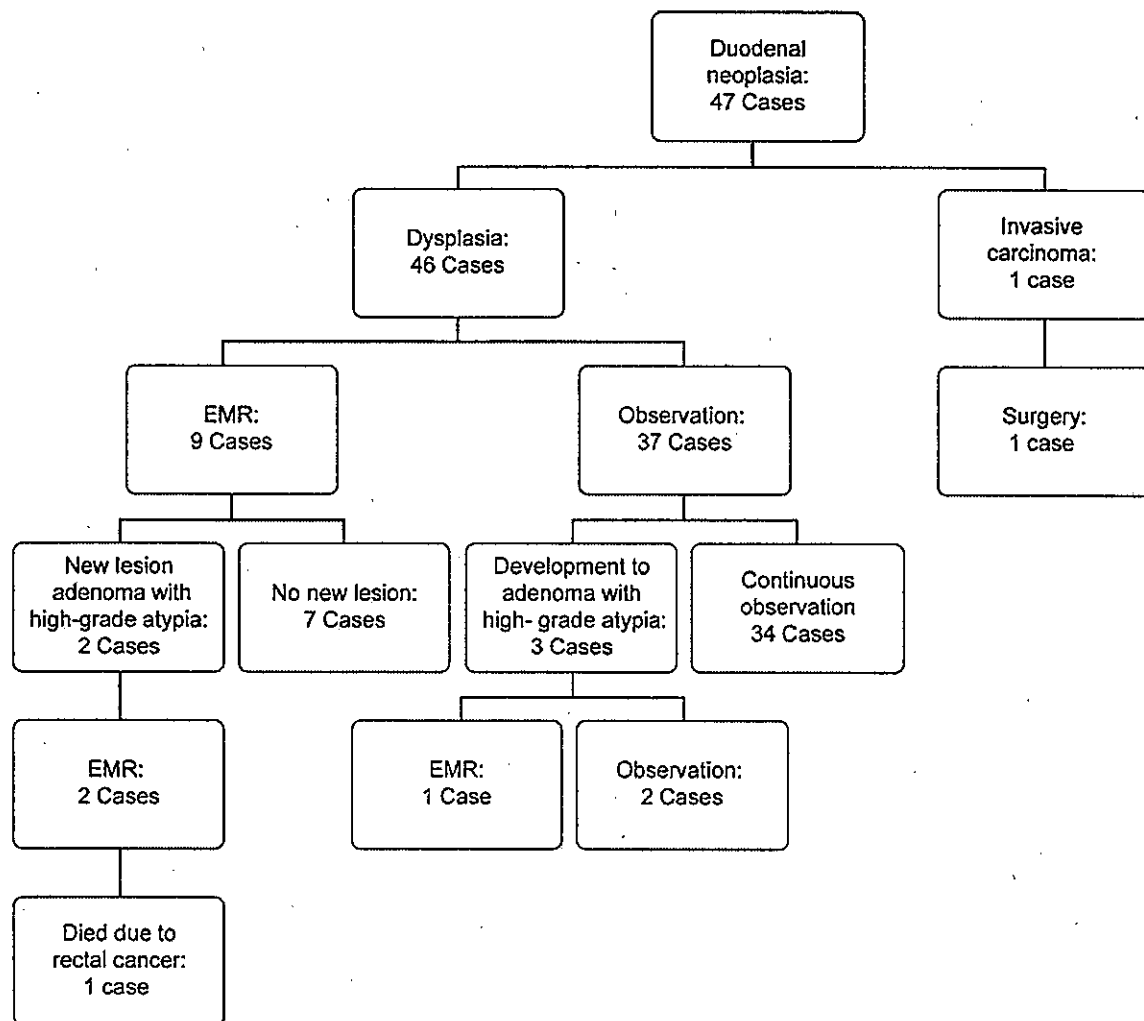 Duodenal
neoplasia:
47 Cases
Dysplasia:
46 Cases
Invasive
carcinoma:
1 case
EMR:
9 Cases
Observation:
37 Cases
Surgery:
1 case
New lesion
adenoma with
high-grade atypia:
2 Cases
No new lesion:
7 Cases
Development to
adenoma with
high- grade atypia:
3 Cases
Continuous
observation
34 Cases
EMR:
2 Cases
EMR:
1 Case
Observation:
2 Cases
Died due to
rectal cancer:
1 case